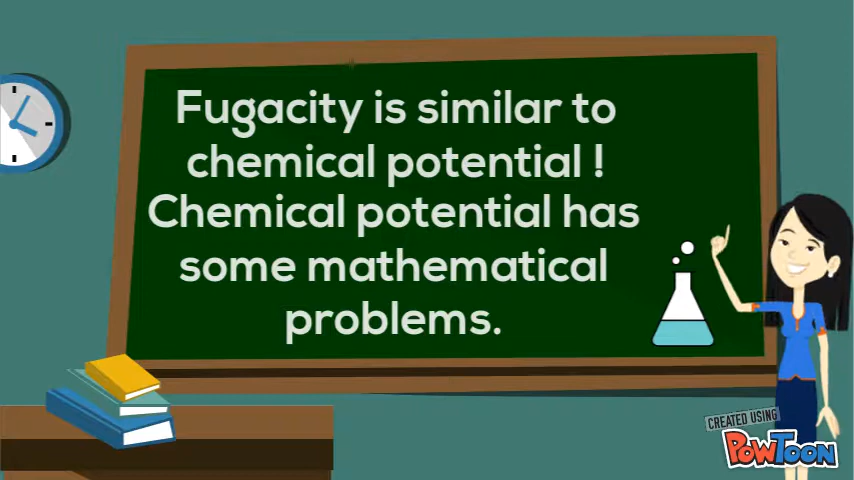 Fugacity is similar to
chemical potential !
Chemical potential has
some mathematical
problems.
CREATED USING
POWTOON